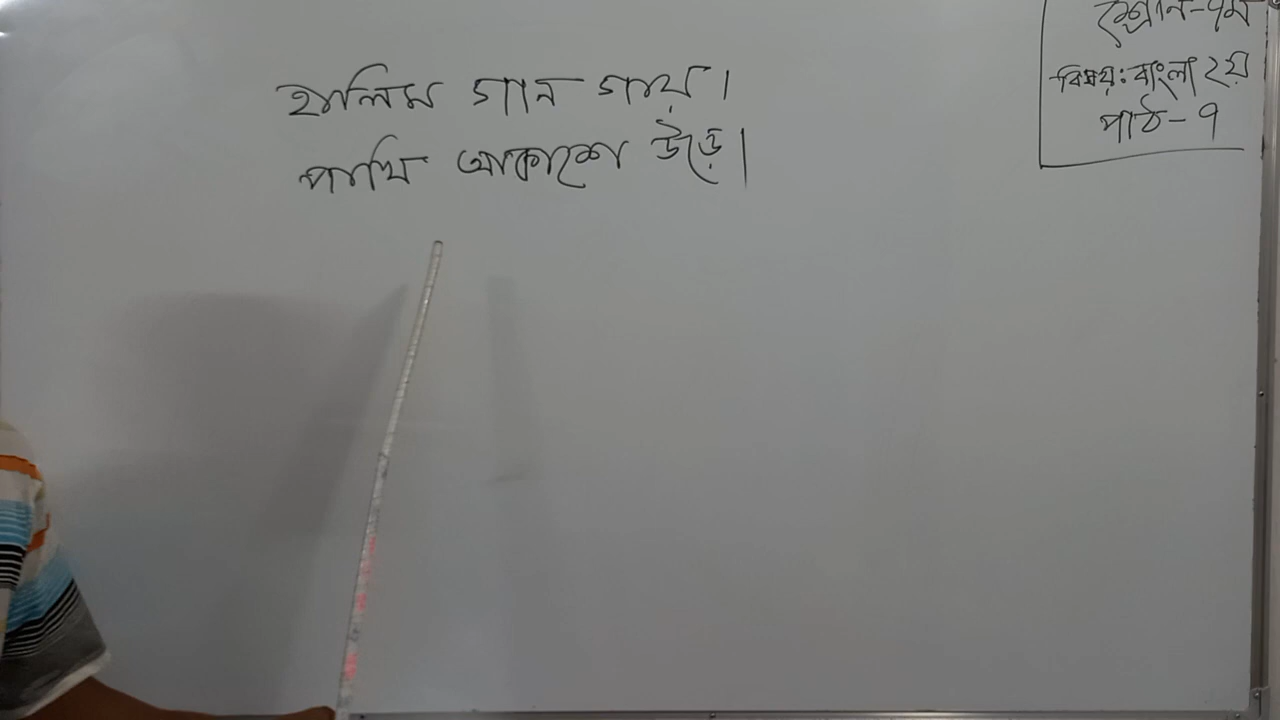 হালিম গান গায়।
পাখি আকাশে উড়ে।
শ্রেনি-৭ম
বিষয়: বাংলা ২য়
পাঠ- ৭